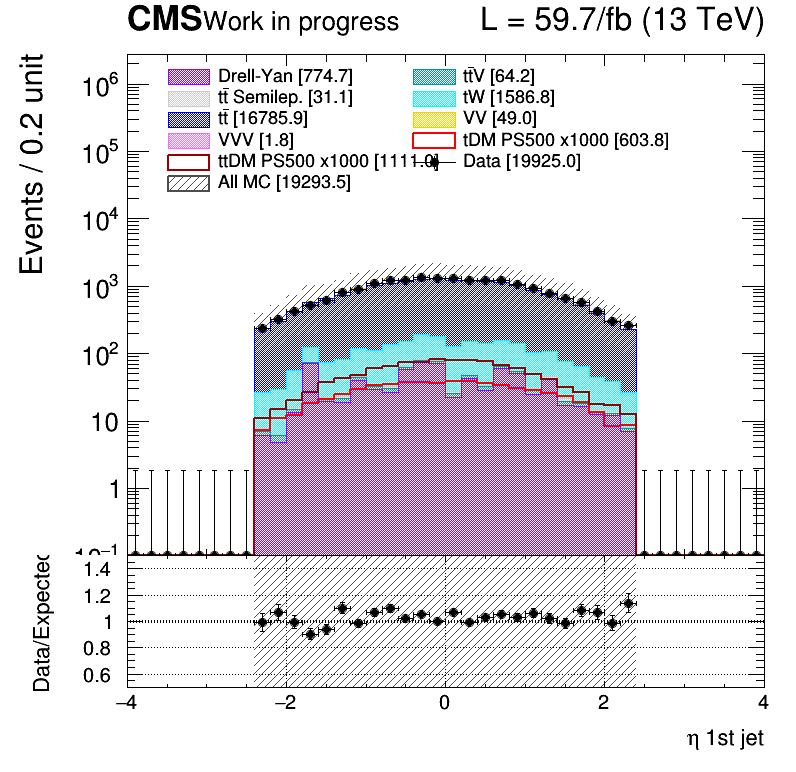 CMS Work in progress L = 59.7/fb (13 TeV)
Events / 0.2 unit
10⁶
10⁵
10⁴
10³
10²
10
1
10⁻¹
Drell-Yan [774.7] tt̄V [64.2]
tt̄ Semilep. [31.1] tW [1586.8]
tt̄ [16785.9] VV [49.0]
VVV [1.8] tDM PS500 x1000 [603.8]
ttDM PS500 x1000 [1111.0] Data [19925.0]
All MC [19293.5]
Data/Expected
1.4
1.2
1
0.8
0.6
−4 −2 0 2 4
η 1st jet